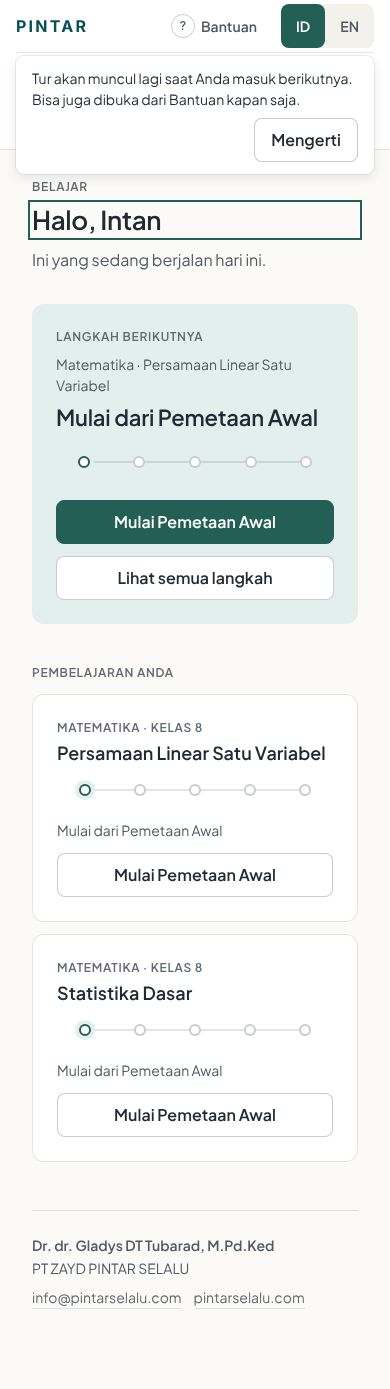 PINTAR
? Bantuan
ID EN
Tur akan muncul lagi saat Anda masuk berikutnya.
Bisa juga dibuka dari Bantuan kapan saja.
Mengerti
BELAJAR
Halo, Intan
Ini yang sedang berjalan hari ini.
LANGKAH BERIKUTNYA
Matematika · Persamaan Linear Satu
Variabel
Mulai dari Pemetaan Awal
Mulai Pemetaan Awal
Lihat semua langkah
PEMBELAJARAN ANDA
MATEMATIKA · KELAS 8
Persamaan Linear Satu Variabel
Mulai dari Pemetaan Awal
Mulai Pemetaan Awal
MATEMATIKA · KELAS 8
Statistika Dasar
Mulai dari Pemetaan Awal
Mulai Pemetaan Awal
Dr. dr. Gladys DT Tubarad, M.Pd.Ked
PT ZAYD PINTAR SELALU
info@pintarselalu.com pintarselalu.com